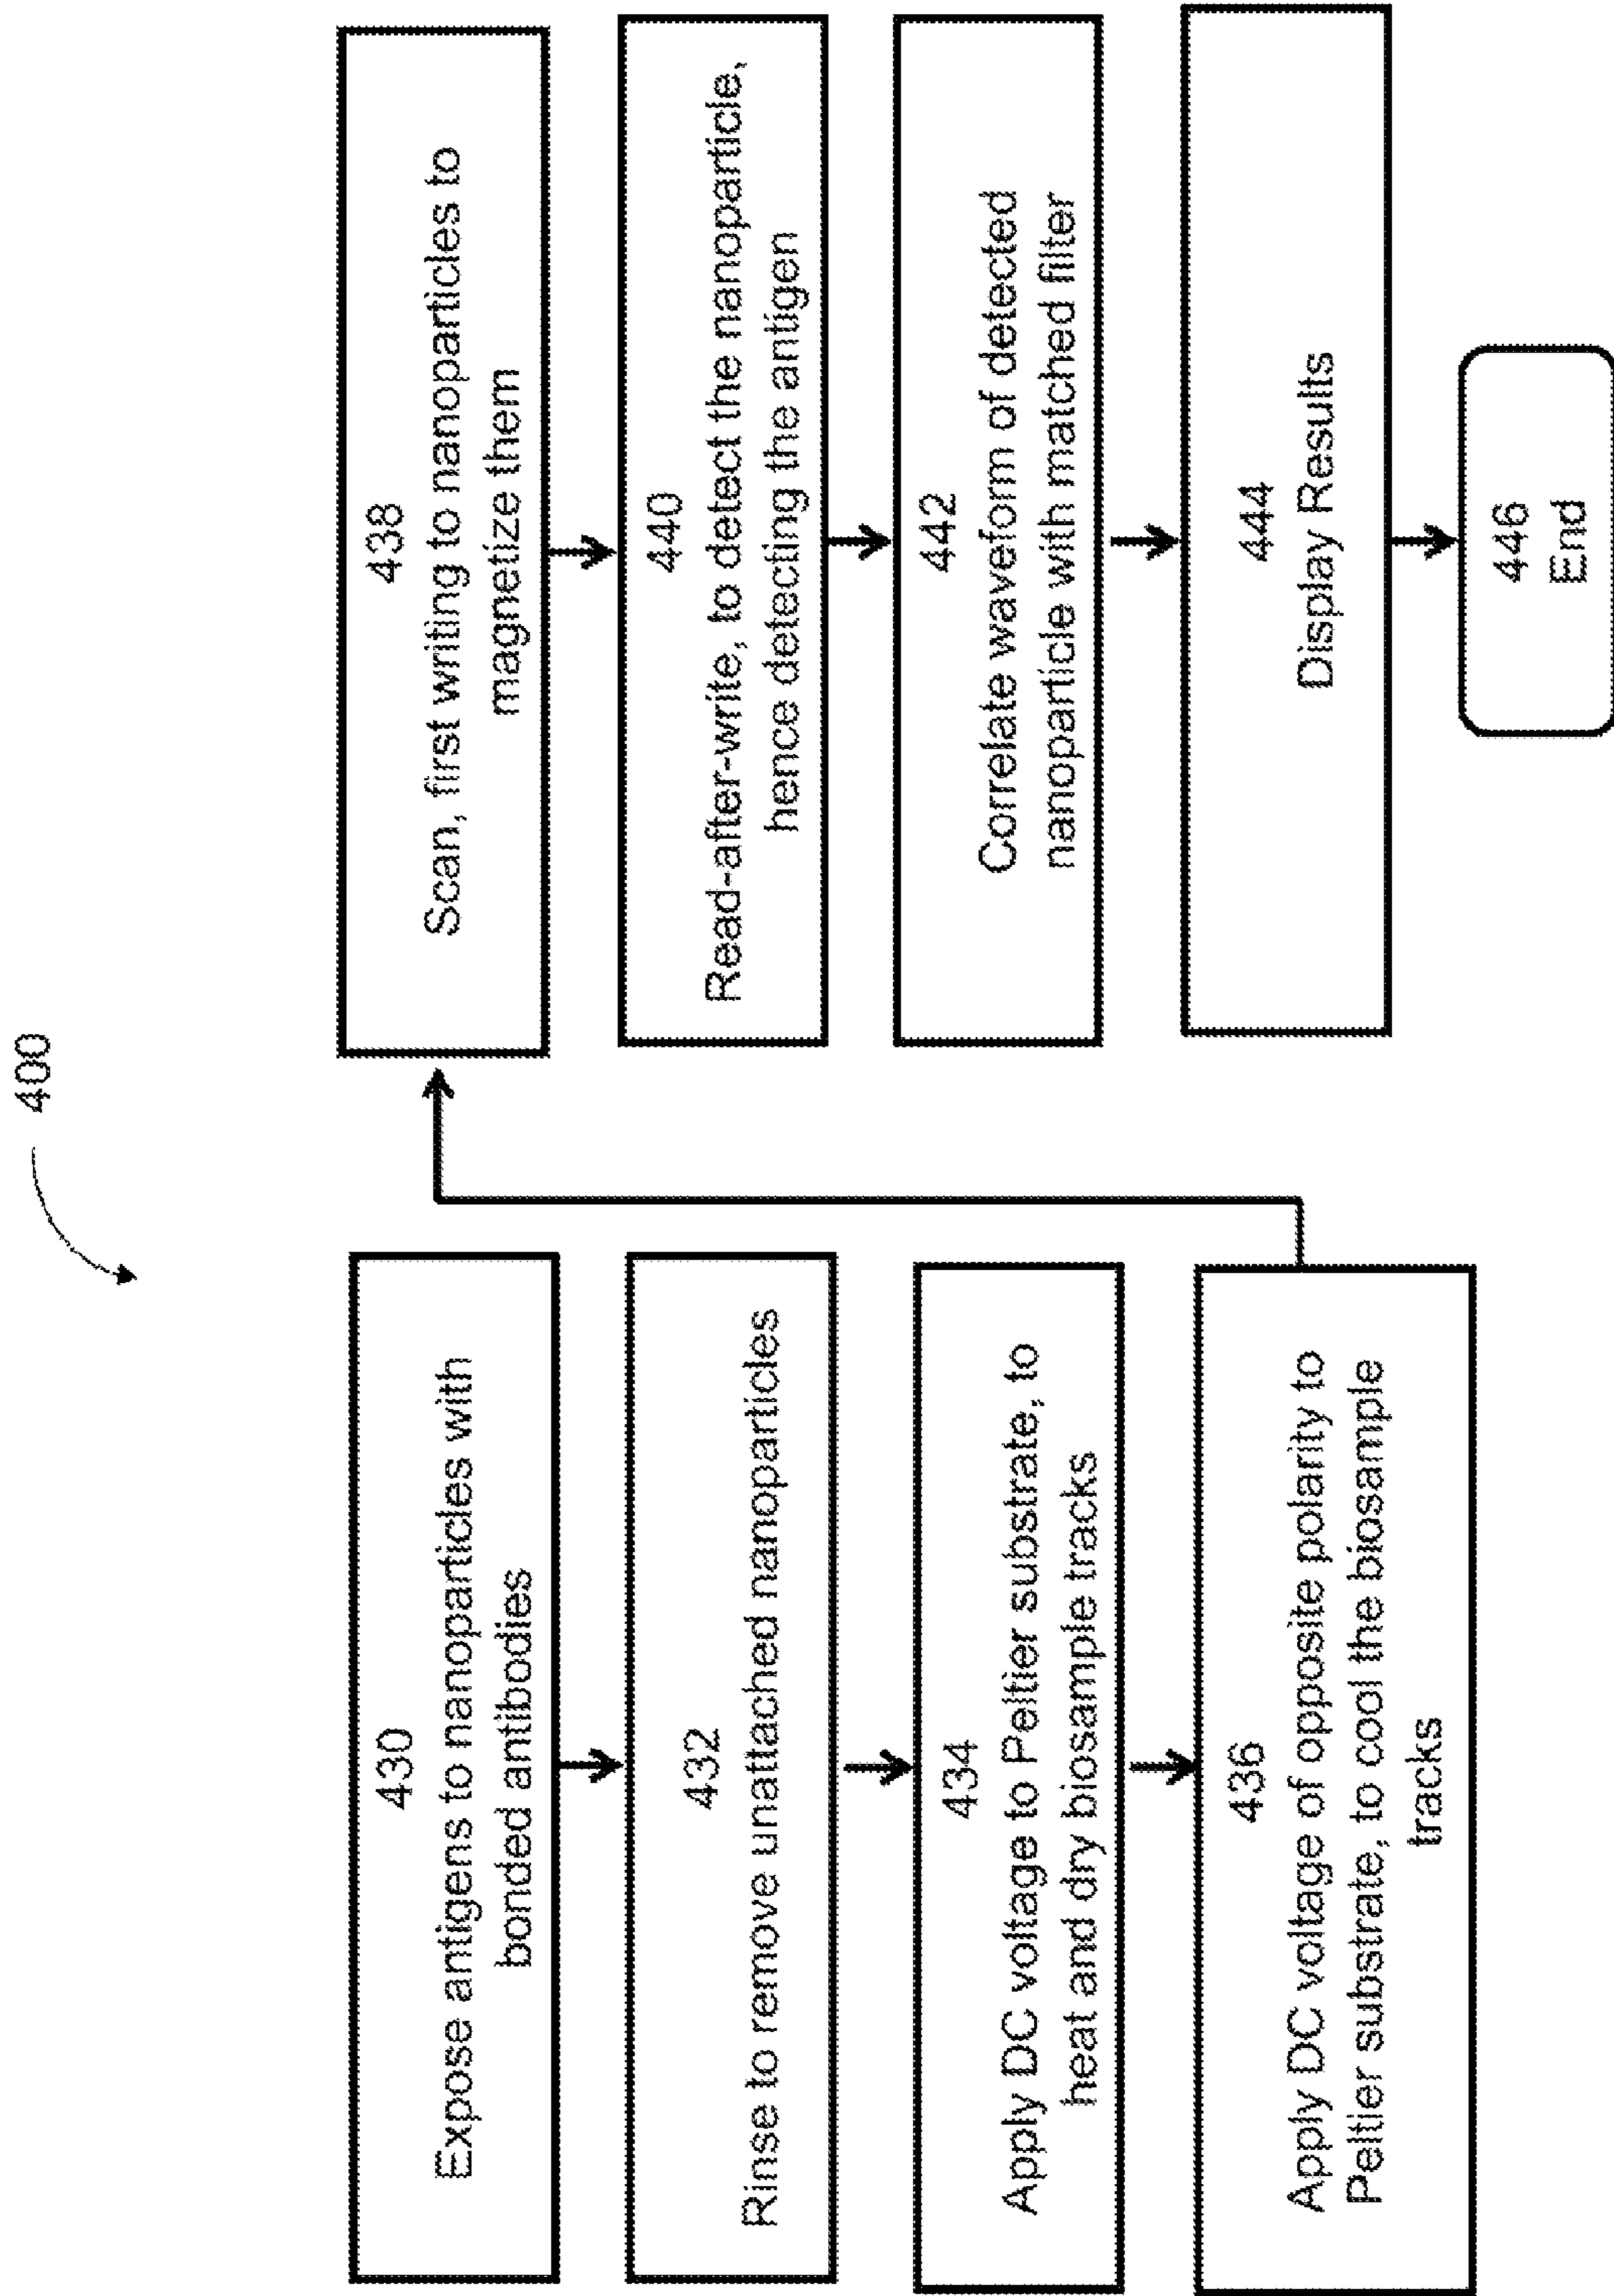 400
430
Expose antigens to nanoparticles with
bonded antibodies
432
Rinse to remove unattached nanoparticles
434
Apply DC voltage to Peltier substrate, to
heat and dry biosample tracks
436
Apply DC voltage of opposite polarity to
Peltier substrate, to cool the biosample
tracks
438
Scan, first writing to nanoparticles to
magnetize them
440
Read-after-write, to detect the nanoparticle,
hence detecting the antigen
442
Correlate waveform of detected
nanoparticle with matched filter
444
Display Results
446
End